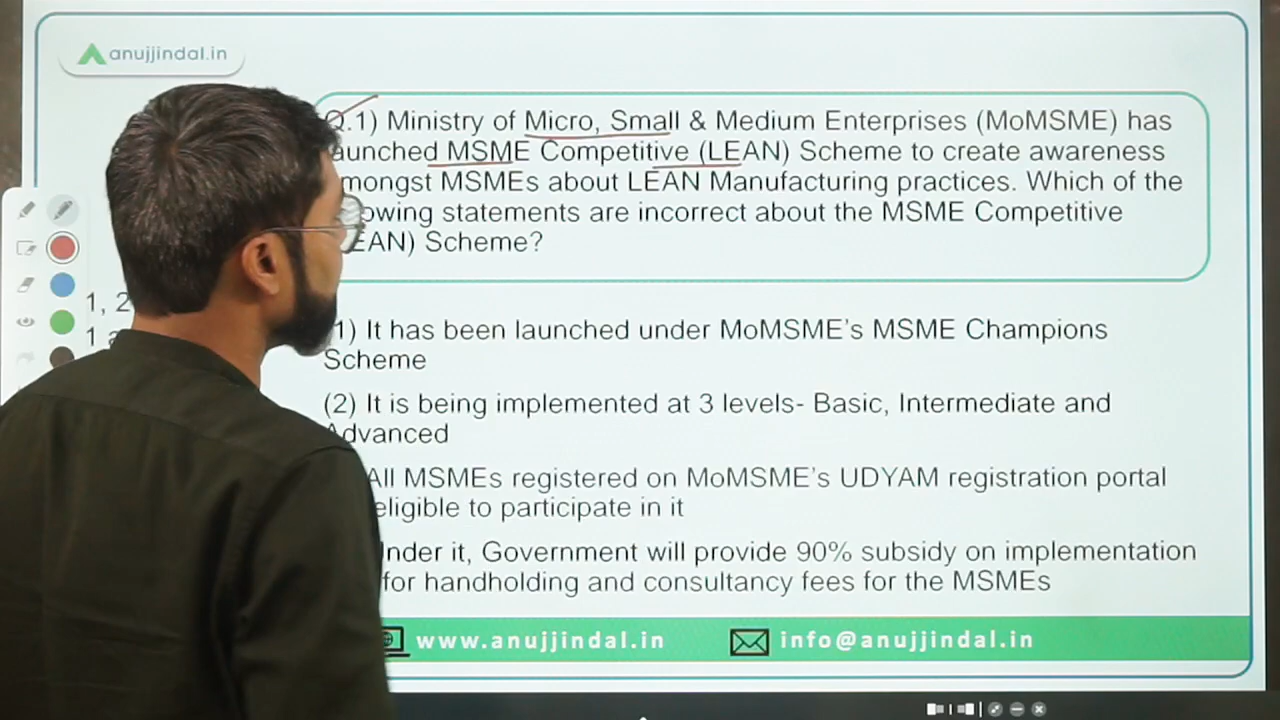 anujjindal.in
Q.1) Ministry of Micro, Small & Medium Enterprises (MoMSME) has
launched MSME Competitive (LEAN) Scheme to create awareness
amongst MSMEs about LEAN Manufacturing practices. Which of the
owing statements are incorrect about the MSME Competitive
EAN) Scheme?
1, 2
1 a
1) It has been launched under MoMSME's MSME Champions
Scheme
(2) It is being implemented at 3 levels- Basic, Intermediate and
Advanced
All MSMEs registered on MoMSME's UDYAM registration portal
eligible to participate in it
Under it, Government will provide 90% subsidy on implementation
for handholding and consultancy fees for the MSMEs
www.anujjindal.in info@anujjindal.in